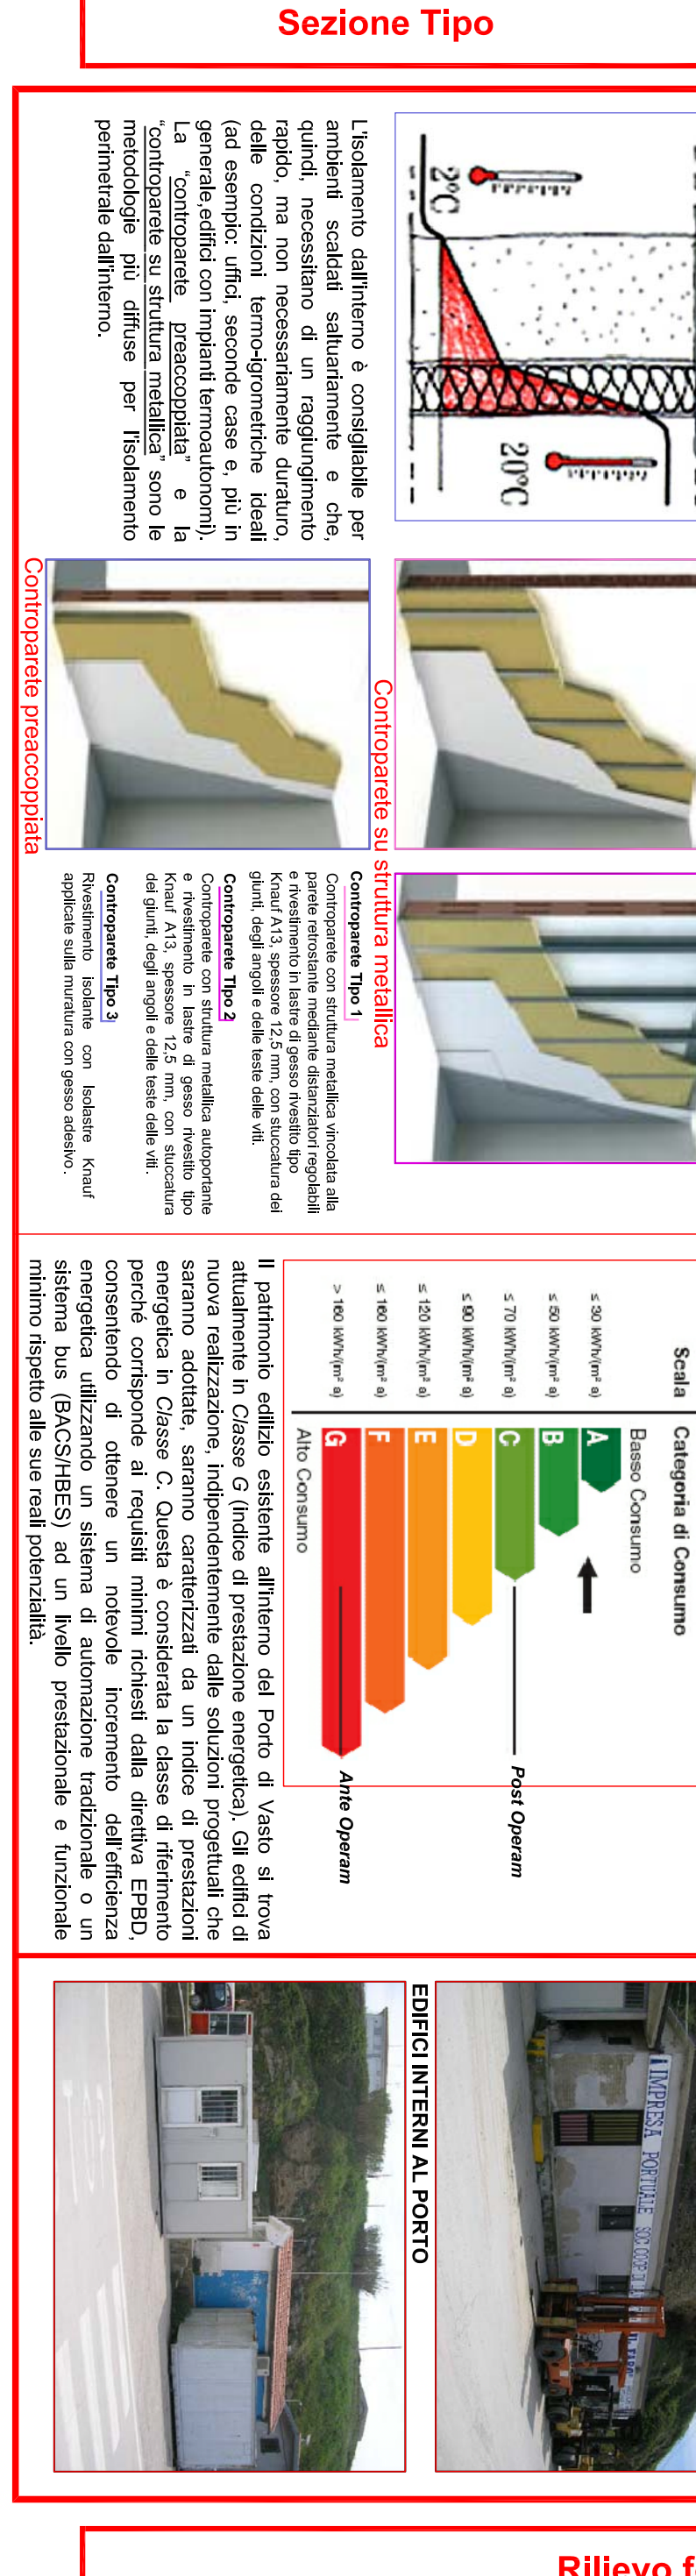 Sezione Tipo
2°C
20°C
L'isolamento dall'interno è consigliabile per
ambienti scaldati saltuariamente e che,
quindi, necessitano di un raggiungimento
rapido, ma non necessariamente duraturo,
delle condizioni termo-igrometriche ideali
(ad esempio: uffici, seconde case e, più in
generale,edifici con impianti termoautonomi).
La “controparete preaccoppiata” e la
“controparete su struttura metallica” sono le
metodologie più diffuse per l'isolamento
perimetrale dall'interno.
Controparete su struttura metallica
Controparete preaccoppiata
Controparete TIpo 1
Controparete con struttura metallica vincolata alla
parete retrostante mediante distanziatori regolabili
e rivestimento in lastre di gesso rivestito tipo
Knauf A13, spessore 12,5 mm, con stuccatura dei
giunti, degli angoli e delle teste delle viti.
Controparete TIpo 2
Controparete con struttura metallica autoportante
e rivestimento in lastre di gesso rivestito tipo
Knauf A13, spessore 12,5 mm, con stuccatura
dei giunti, degli angoli e delle teste delle viti.
Controparete Tipo 3
Rivestimento isolante con Isolastre Knauf
applicate sulla muratura con gesso adesivo.
Scala Categoria di Consumo
Basso Consumo
≤ 30 kWh/(m² a) A
≤ 50 kWh/(m² a) B
≤ 70 kWh/(m² a) C
Post Operam
≤ 90 kWh/(m² a) D
≤ 120 kWh/(m² a) E
≤ 160 kWh/(m² a) F
> 160 kWh/(m² a) G
Ante Operam
Alto Consumo
Il patrimonio edilizio esistente all'interno del Porto di Vasto si trova
attualmente in Classe G (indice di prestazione energetica). Gli edifici di
nuova realizzazione, indipendentemente dalle soluzioni progettuali che
saranno adottate, saranno caratterizzati da un indice di prestazioni
energetica in Classe C. Questa è considerata la classe di riferimento
perché corrisponde ai requisiti minimi richiesti dalla direttiva EPBD,
consentendo di ottenere un notevole incremento dell'efficienza
energetica utilizzando un sistema di automazione tradizionale o un
sistema bus (BACS/HBES) ad un livello prestazionale e funzionale
minimo rispetto alle sue reali potenzialità.
IMPRESA PORTUALE SOC.COOP.DI
EDIFICI INTERNI AL PORTO
Rilievo